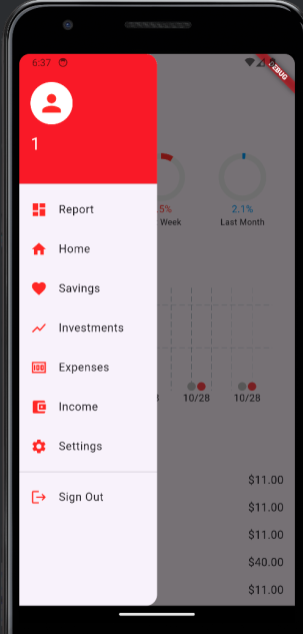 6:37
DEBUG
1
Report
5%
2.1%
Week
Last Month
Home
Savings
Investments
100
Expenses
Income
10/28
10/28
Settings
$11.00
Sign Out
$11.00
$11.00
$40.00
$11.00